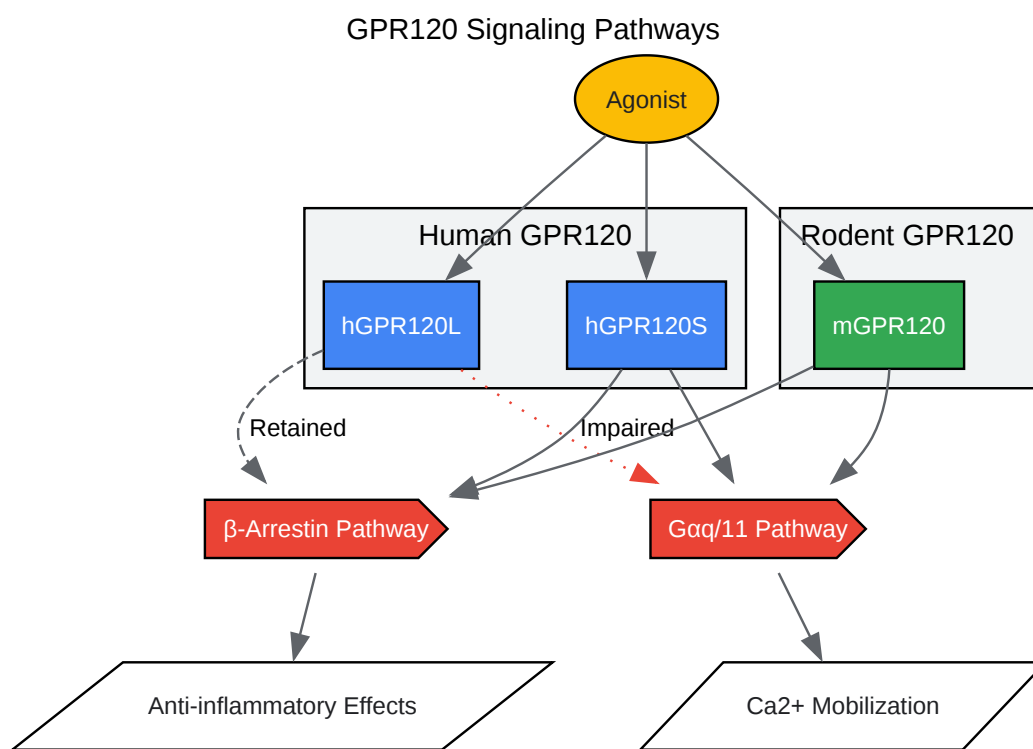 GPR120 Signaling Pathways
Agonist
Human GPR120
Rodent GPR120
hGPR120L
hGPR120S
mGPR120
Retained
Impaired
β-Arrestin Pathway
Gαq/11 Pathway
Anti-inflammatory Effects
Ca2+ Mobilization